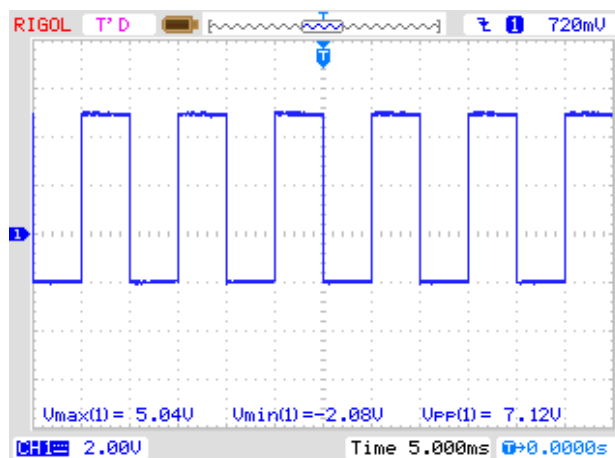 RIGOL T'D T 1 720mV
T
1
Vmax(1)= 5.04V Vmin(1)=-2.08V Vpp(1)= 7.12V
CH1 2.00V Time 5.000ms T→0.0000s